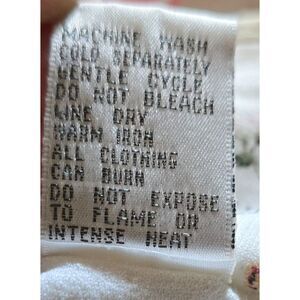 MACHINE WASH
COLD SEPARATELY
GENTLE CYCLE
DO NOT BLEACH
LINE DRY
WARM IRON
ALL CLOTHING
CAN BURN
DO NOT EXPOSE
TO FLAME OR
INTENSE HEAT